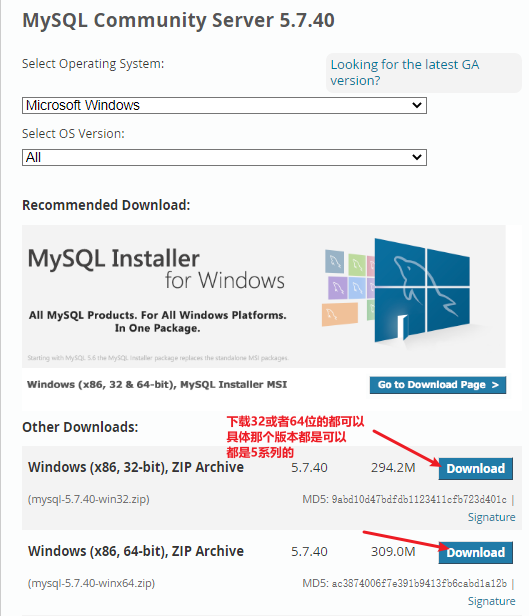 MySQL Community Server 5.7.40
Select Operating System:
Looking for the latest GA
version?
Microsoft Windows
Select OS Version:
All
Recommended Download:
MySQL Installer
for Windows
All MySQL Products. For All Windows Platforms.
In One Package.
Starting with MySQL 5.6 the MySQL Installer package replaces the standalone MSI packages.
Windows (x86, 32 & 64-bit), MySQL Installer MSI
Go to Download Page >
Other Downloads:
下载32或者64位的都可以
具体那个版本都是可以
都是5系列的
Windows (x86, 32-bit), ZIP Archive 5.7.40 294.2M Download
(mysql-5.7.40-win32.zip) MD5: 9abd10d47bdfdb1123411cfb723d401c |
Signature
Windows (x86, 64-bit), ZIP Archive 5.7.40 309.0M Download
(mysql-5.7.40-winx64.zip) MD5: ac3874006f7e391b9413fb6cabd1a12b |
Signature